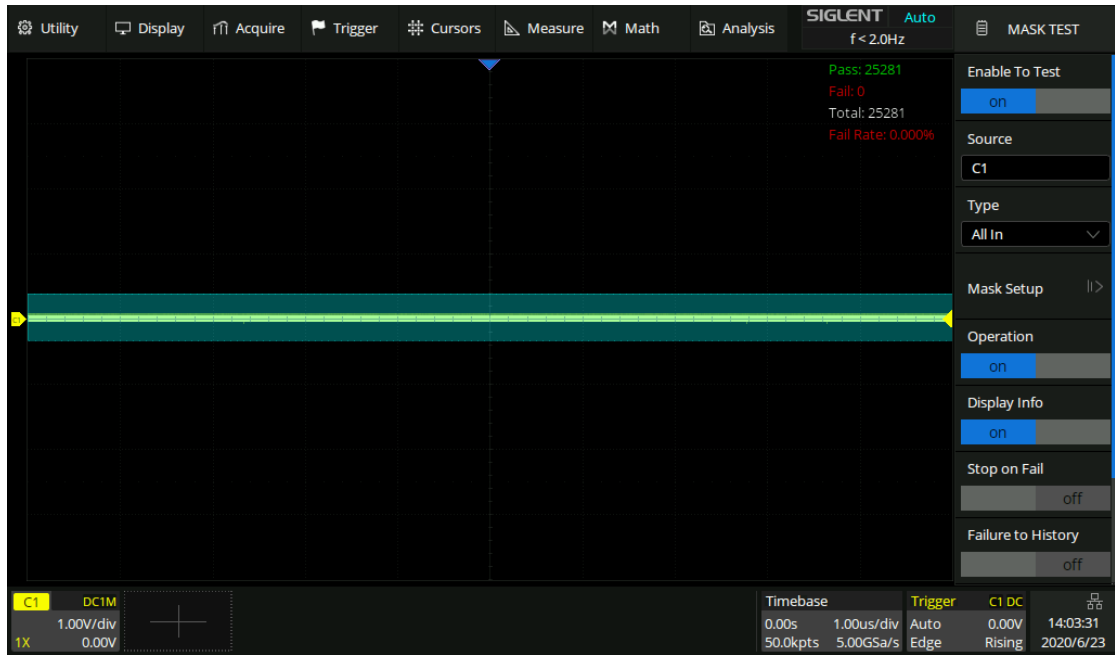 Utility Display Acquire Trigger Cursors Measure Math Analysis SIGLENT Auto
f < 2.0Hz
MASK TEST
Pass: 25281
Fail: 0
Total: 25281
Fail Rate: 0.000%
Enable To Test
on
Source
C1
Type
All In
Mask Setup
Operation
on
Display Info
on
Stop on Fail
off
Failure to History
off
C1
C1 DC1M
1.00V/div
1X 0.00V
Timebase
0.00s 1.00us/div
50.0kpts 5.00GSa/s
Trigger C1 DC
Auto 0.00V
Edge Rising
14:03:31
2020/6/23